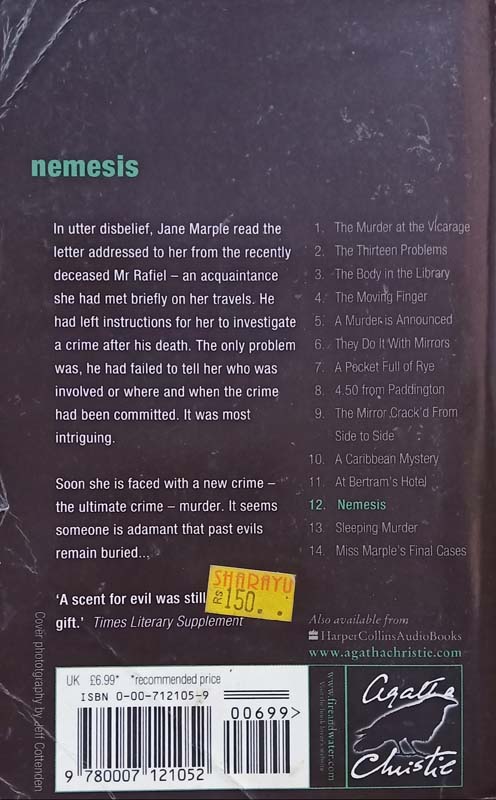 nemesis
In utter disbelief, Jane Marple read the
letter addressed to her from the recently
deceased Mr Rafiel – an acquaintance
she had met briefly on her travels. He
had left instructions for her to investigate
a crime after his death. The only problem
was, he had failed to tell her who was
involved or where and when the crime
had been committed. It was most
intriguing.
Soon she is faced with a new crime –
the ultimate crime – murder. It seems
someone is adamant that past evils
remain buried...
'A scent for evil was still
gift.' Times Literary Supplement
1. The Murder at the Vicarage
2. The Thirteen Problems
3. The Body in the Library
4. The Moving Finger
5. A Murder is Announced
6. They Do It With Mirrors
7. A Pocket Full of Rye
8. 4.50 from Paddington
9. The Mirror Crack'd From
Side to Side
10. A Caribbean Mystery
11. At Bertram's Hotel
12. Nemesis
13. Sleeping Murder
14. Miss Marple's Final Cases
SHARAYU
Rs 150..
Also available from
HarperCollinsAudioBooks
www.agathachristie.com
Cover photography by Jeff Cottenden
UK £6.99* *recommended price
ISBN 0-00-712105-9
00699>
9 780007 121052
www.fireandwater.com
Visit the book lover's website
Agatha
Christie